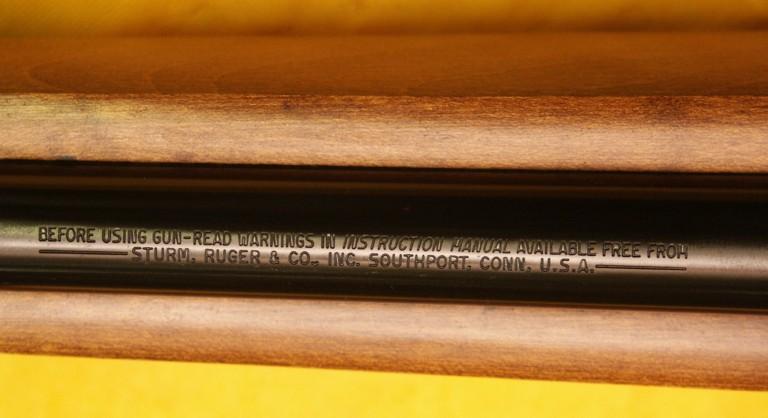 BEFORE USING GUN-READ WARNINGS IN INSTRUCTION MANUAL AVAILABLE FREE FROM
STURM, RUGER & CO., INC. SOUTHPORT, CONN. U.S.A.